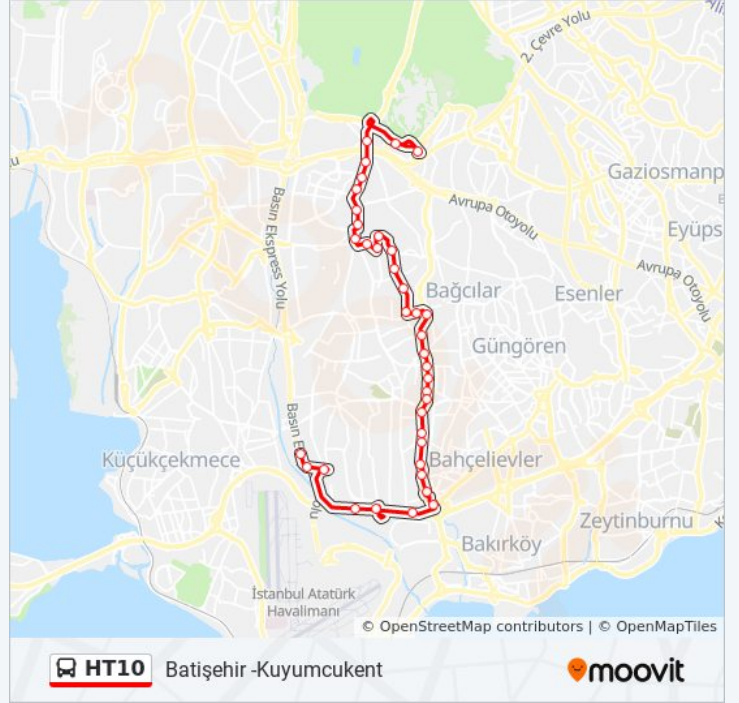 2. Çevre Yolu
Gaziosmanp
Avrupa Otoyolu
Eyüps
Basın Ekspress Yolu
Avrupa Otoyolu
Bağcılar
Esenler
Güngören
Basın E
Küçükçekmece
Bahçelievler
olu
Zeytinburnu
Bakırköy
İstanbul Atatürk
Havalimanı
© OpenStreetMap contributors | © OpenMapTiles
HT10 Batişehir -Kuyumcukent
moovit